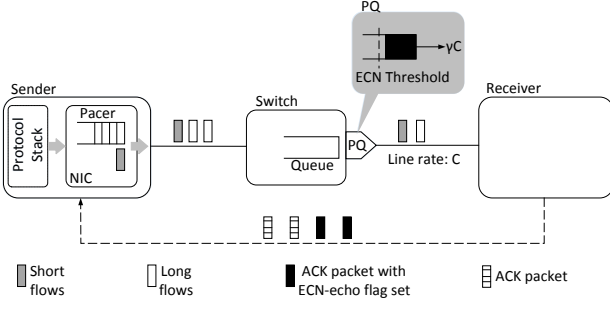 PQ
γC
ECN Threshold
Sender
Protocol
Stack
Pacer
NIC
Switch
Queue
PQ
Line rate: C
Receiver
Short
flows
Long
flows
ACK packet with
ECN-echo flag set
ACK packet